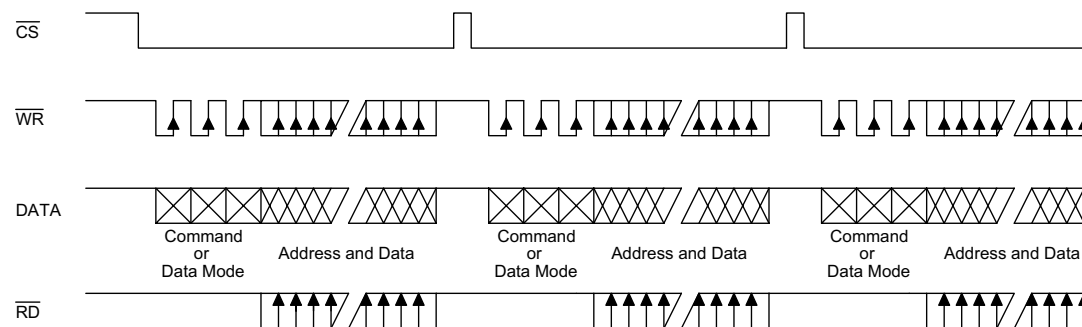 CS
WR
DATA
Command
or
Data Mode
Address and Data
Command
or
Data Mode
Address and Data
Command
or
Data Mode
Address and Data
RD